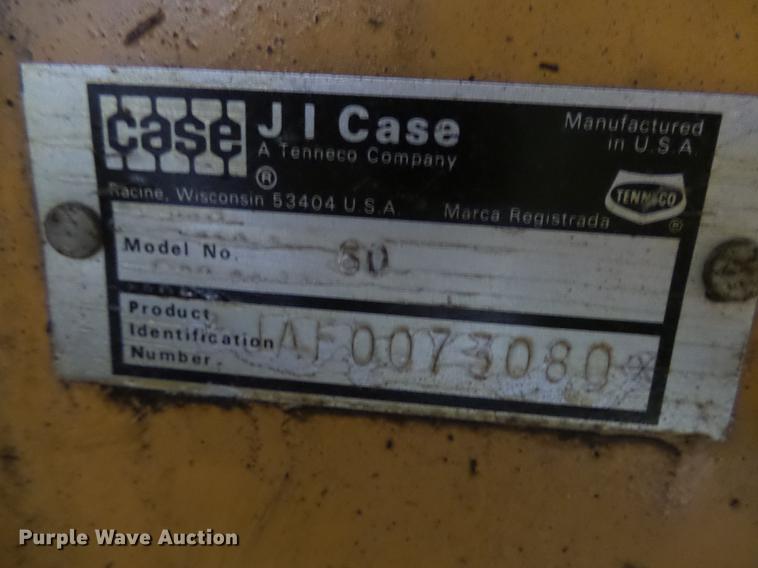 case
J I Case
A Tenneco Company
®
Racine, Wisconsin 53404 U.S.A.
Marca Registrada
Manufactured
in U.S.A.
TENNECO
®
Model No.
Product
Identification
Number
JAF0073080*
Purple Wave Auction